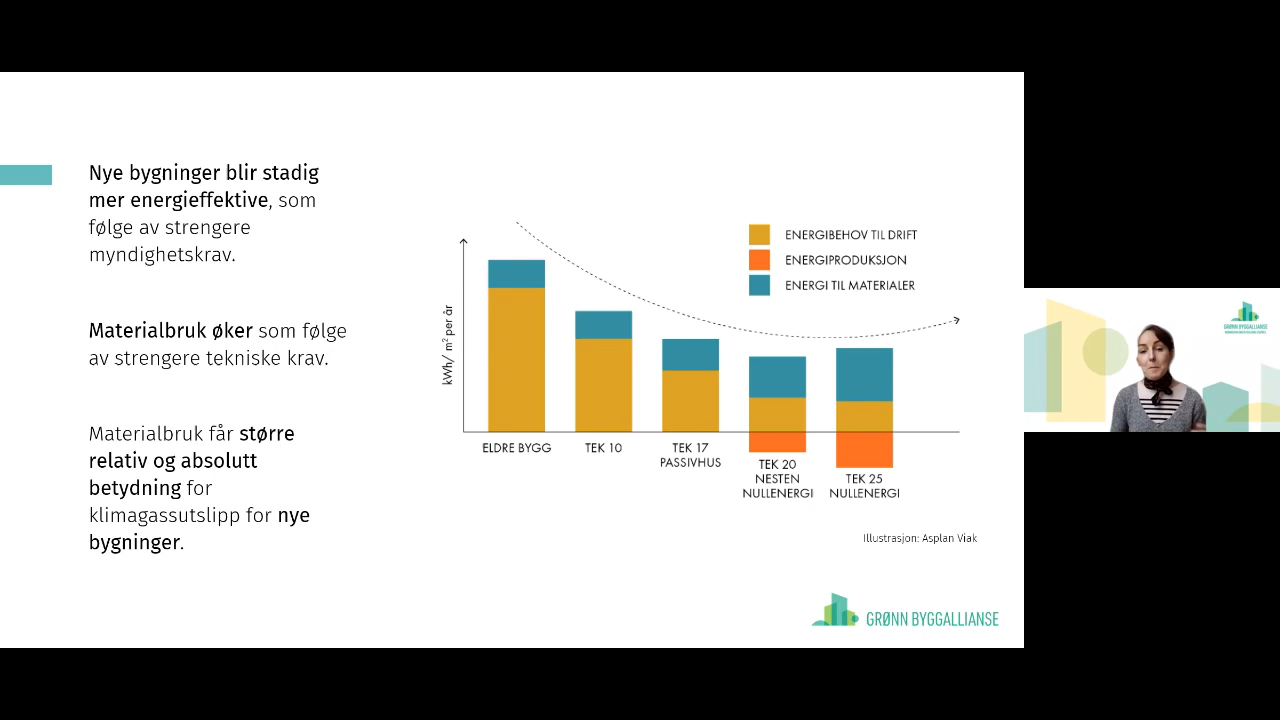 Nye bygninger blir stadig
mer energieffektive, som
følge av strengere
myndighetskrav.
Materialbruk øker som følge
av strengere tekniske krav.
Materialbruk får større
relativ og absolutt
betydning for
klimagassutslipp for nye
bygninger.
ENERGIBEHOV TIL DRIFT
ENERGIPRODUKSJON
ENERGI TIL MATERIALER
kWh/ m² per år
ELDRE BYGG
TEK 10
TEK 17
PASSIVHUS
TEK 20
NESTEN
NULLENERGI
TEK 25
NULLENERGI
Illustrasjon: Asplan Viak
GRØNN BYGGALLIANSE
GRØNN BYGGALLIANSE